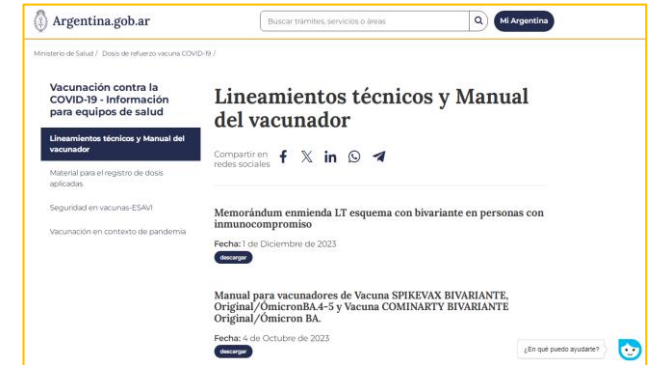 Argentina.gob.ar
Buscar trámites, servicios o áreas
Mi Argentina
Ministerio de Salud / Dosis de refuerzo vacuna COVID-19 /
Vacunación contra la
COVID-19 - Información
para equipos de salud
Lineamientos técnicos y Manual del
vacunador
Material para el registro de dosis
aplicadas
Seguridad en vacunas-ESAVI
Vacunación en contexto de pandemia
Lineamientos técnicos y Manual
del vacunador
Compartir en
redes sociales
Memorándum enmienda LT esquema con bivariante en personas con
inmunocompromiso
Fecha: 1 de Diciembre de 2023
descargar
Manual para vacunadores de Vacuna SPIKEVAX BIVARIANTE,
Original/ÓmicronBA.4-5 y Vacuna COMINARTY BIVARIANTE
Original/Ómicron BA.
Fecha: 4 de Octubre de 2023
descargar
¿En qué puedo ayudarte?